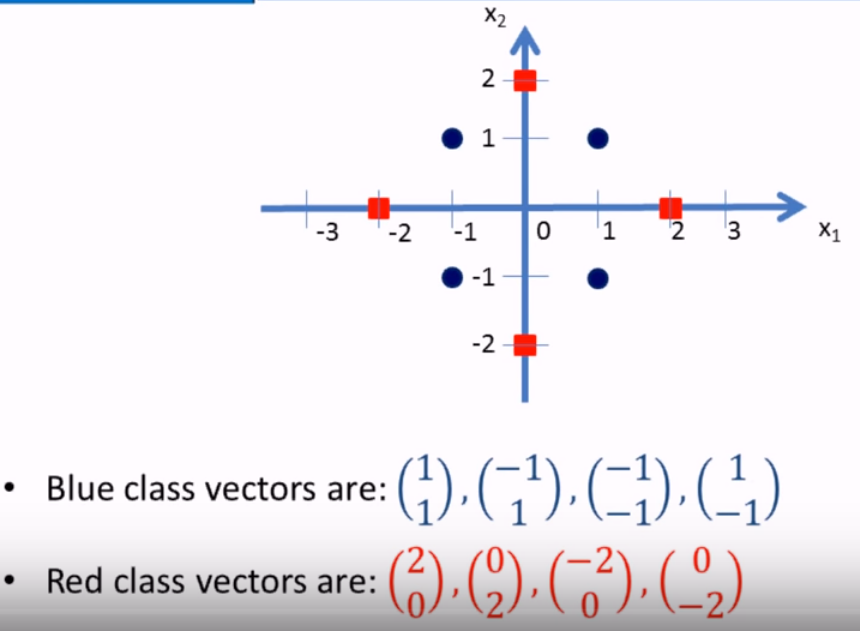 x₂
2
1
-3 -2 -1 0 1 2 3 x₁
-1
-2
• Blue class vectors are: (1 1), (−1 1), (−1 −1), (1 −1)
• Red class vectors are: (2 0), (0 2), (−2 0), (0 −2)